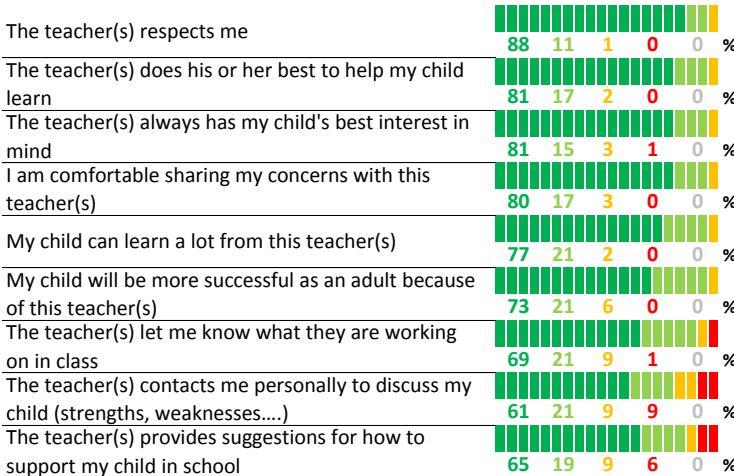 The teacher(s) respects me
88 11 1 0 0 %
The teacher(s) does his or her best to help my child
learn
81 17 2 0 0 %
The teacher(s) always has my child's best interest in
mind
81 15 3 1 0 %
I am comfortable sharing my concerns with this
teacher(s)
80 17 3 0 0 %
My child can learn a lot from this teacher(s)
77 21 2 0 0 %
My child will be more successful as an adult because
of this teacher(s)
73 21 6 0 0 %
The teacher(s) let me know what they are working
on in class
69 21 9 1 0 %
The teacher(s) contacts me personally to discuss my
child (strengths, weaknesses....)
61 21 9 9 0 %
The teacher(s) provides suggestions for how to
support my child in school
65 19 9 6 0 %